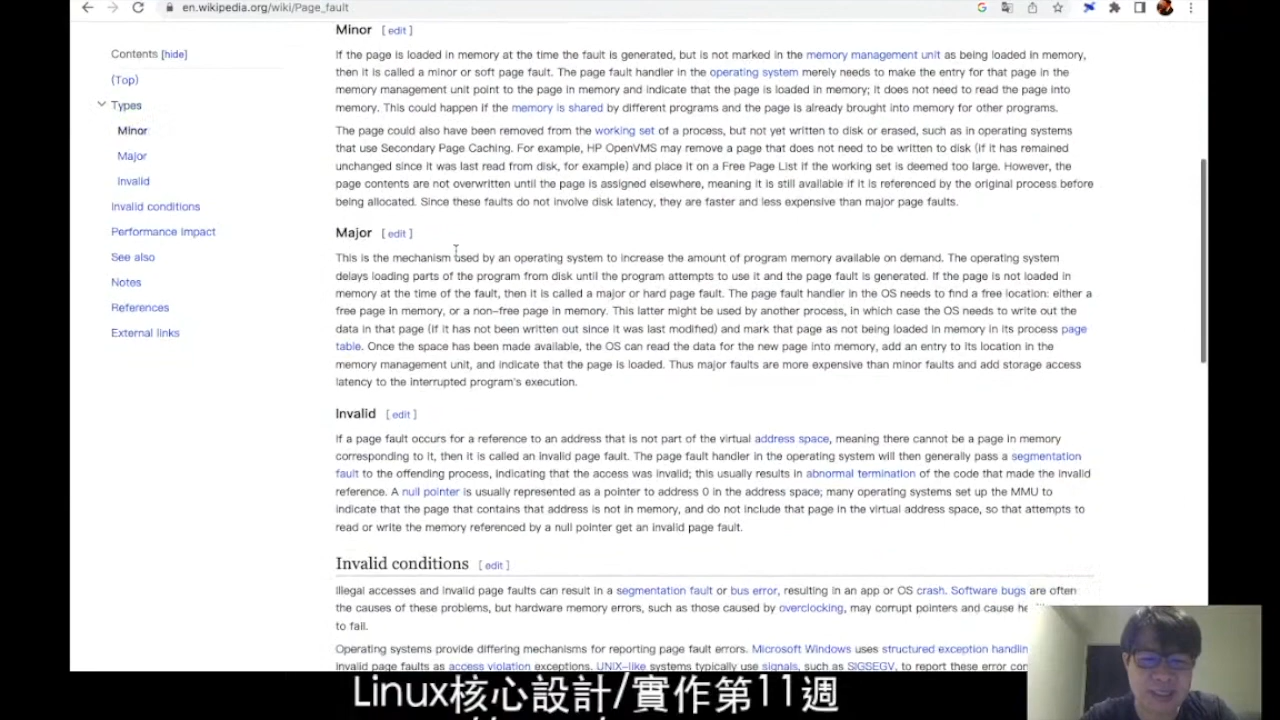 en.wikipedia.org/wiki/Page_fault
Contents [hide]
(Top)
Types
Minor
Major
Invalid
Invalid conditions
Performance impact
See also
Notes
References
External links
Minor [ edit ]
If the page is loaded in memory at the time the fault is generated, but is not marked in the memory management unit as being loaded in memory,
then it is called a minor or soft page fault. The page fault handler in the operating system merely needs to make the entry for that page in the
memory management unit point to the page in memory and indicate that the page is loaded in memory; it does not need to read the page into
memory. This could happen if the memory is shared by different programs and the page is already brought into memory for other programs.
The page could also have been removed from the working set of a process, but not yet written to disk or erased, such as in operating systems
that use Secondary Page Caching. For example, HP OpenVMS may remove a page that does not need to be written to disk (if it has remained
unchanged since it was last read from disk, for example) and place it on a Free Page List if the working set is deemed too large. However, the
page contents are not overwritten until the page is assigned elsewhere, meaning it is still available if it is referenced by the original process before
being allocated. Since these faults do not involve disk latency, they are faster and less expensive than major page faults.
Major [ edit ]
This is the mechanism used by an operating system to increase the amount of program memory available on demand. The operating system
delays loading parts of the program from disk until the program attempts to use it and the page fault is generated. If the page is not loaded in
memory at the time of the fault, then it is called a major or hard page fault. The page fault handler in the OS needs to find a free location: either a
free page in memory, or a non-free page in memory. This latter might be used by another process, in which case the OS needs to write out the
data in that page (if it has not been written out since it was last modified) and mark that page as not being loaded in memory in its process page
table. Once the space has been made available, the OS can read the data for the new page into memory, add an entry to its location in the
memory management unit, and indicate that the page is loaded. Thus major faults are more expensive than minor faults and add storage access
latency to the interrupted program's execution.
Invalid [ edit ]
If a page fault occurs for a reference to an address that is not part of the virtual address space, meaning there cannot be a page in memory
corresponding to it, then it is called an invalid page fault. The page fault handler in the operating system will then generally pass a segmentation
fault to the offending process, indicating that the access was invalid; this usually results in abnormal termination of the code that made the invalid
reference. A null pointer is usually represented as a pointer to address 0 in the address space; many operating systems set up the MMU to
indicate that the page that contains that address is not in memory, and do not include that page in the virtual address space, so that attempts to
read or write the memory referenced by a null pointer get an invalid page fault.
Invalid conditions [ edit ]
Illegal accesses and invalid page faults can result in a segmentation fault or bus error, resulting in an app or OS crash. Software bugs are often
the causes of these problems, but hardware memory errors, such as those caused by overclocking, may corrupt pointers and cause
to fail.
Operating systems provide differing mechanisms for reporting page fault errors. Microsoft Windows uses structured exception
invalid page faults as access violation exceptions. UNIX-like systems typically use signals, such as SIGSEGV, to report these error
Linux核心設計/實作第11週